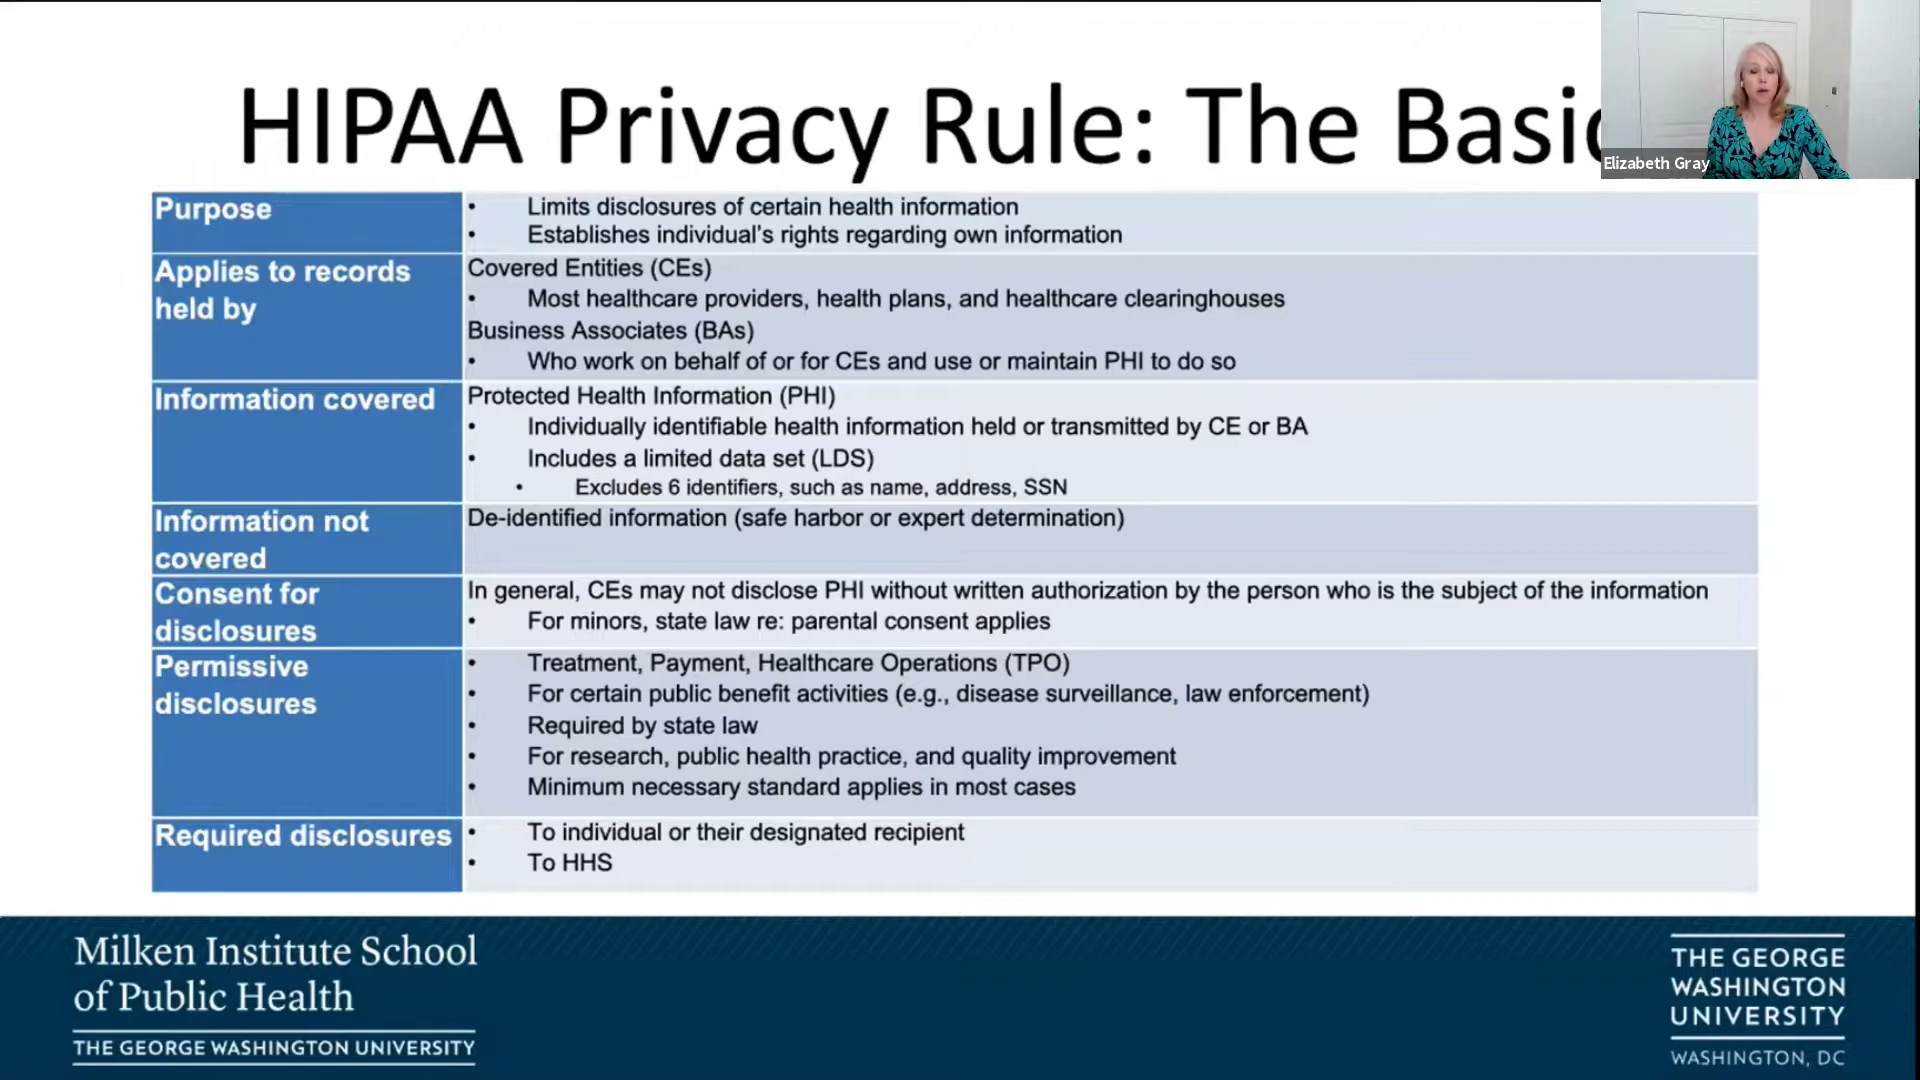 HIPAA Privacy Rule: The Basic
Elizabeth Gray
Purpose
• Limits disclosures of certain health information
• Establishes individual's rights regarding own information
Applies to records
held by
Covered Entities (CEs)
• Most healthcare providers, health plans, and healthcare clearinghouses
Business Associates (BAs)
• Who work on behalf of or for CEs and use or maintain PHI to do so
Information covered
Protected Health Information (PHI)
• Individually identifiable health information held or transmitted by CE or BA
• Includes a limited data set (LDS)
• Excludes 6 identifiers, such as name, address, SSN
Information not
covered
De-identified information (safe harbor or expert determination)
Consent for
disclosures
In general, CEs may not disclose PHI without written authorization by the person who is the subject of the information
• For minors, state law re: parental consent applies
Permissive
disclosures
• Treatment, Payment, Healthcare Operations (TPO)
• For certain public benefit activities (e.g., disease surveillance, law enforcement)
• Required by state law
• For research, public health practice, and quality improvement
• Minimum necessary standard applies in most cases
Required disclosures
• To individual or their designated recipient
• To HHS
Milken Institute School
of Public Health
THE GEORGE WASHINGTON UNIVERSITY
THE GEORGE
WASHINGTON
UNIVERSITY
WASHINGTON, DC